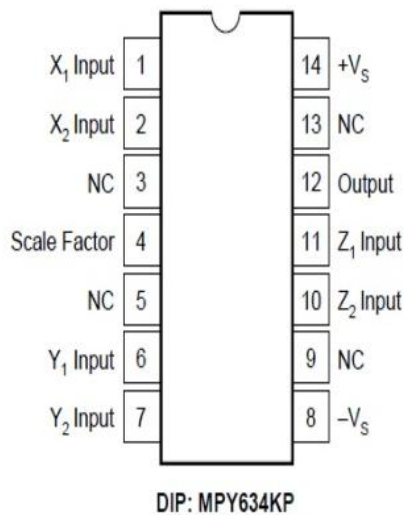 X₁ Input 1
X₂ Input 2
NC 3
Scale Factor 4
NC 5
Y₁ Input 6
Y₂ Input 7
14 +Vₛ
13 NC
12 Output
11 Z₁ Input
10 Z₂ Input
9 NC
8 –Vₛ
DIP: MPY634KP